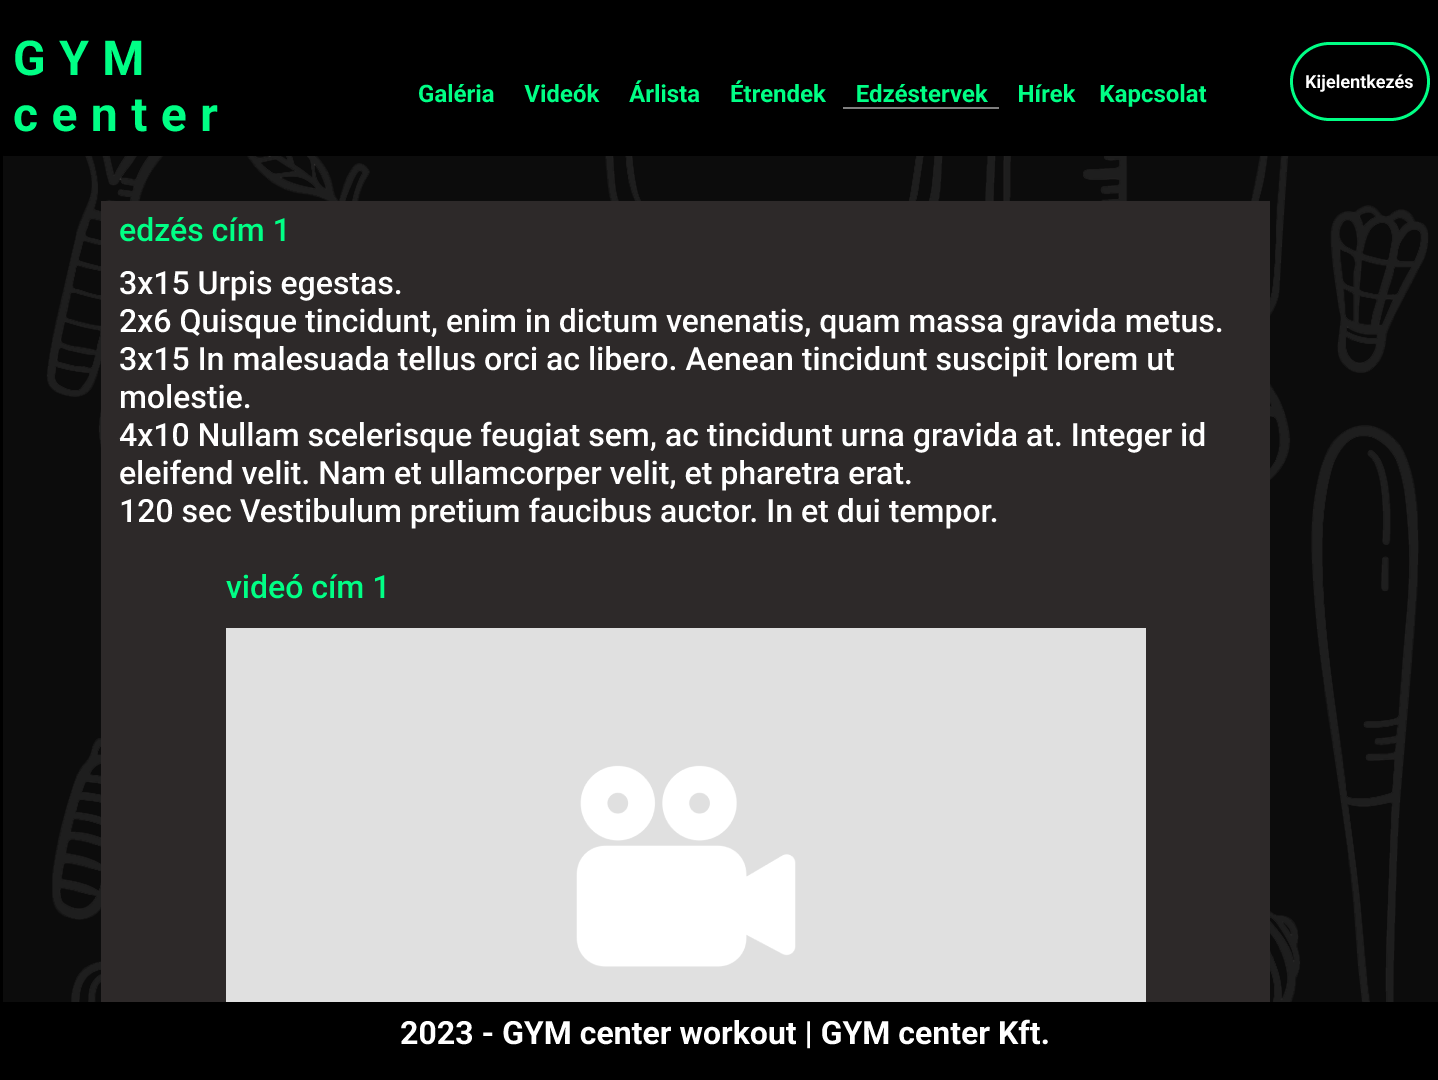 GYM
center
Galéria Videók Árlista Étrendek Edzéstervek Hírek Kapcsolat
Kijelentkezés
edzés cím 1
3x15 Urpis egestas.
2x6 Quisque tincidunt, enim in dictum venenatis, quam massa gravida metus.
3x15 In malesuada tellus orci ac libero. Aenean tincidunt suscipit lorem ut
molestie.
4x10 Nullam scelerisque feugiat sem, ac tincidunt urna gravida at. Integer id
eleifend velit. Nam et ullamcorper velit, et pharetra erat.
120 sec Vestibulum pretium faucibus auctor. In et dui tempor.
videó cím 1
2023 - GYM center workout | GYM center Kft.